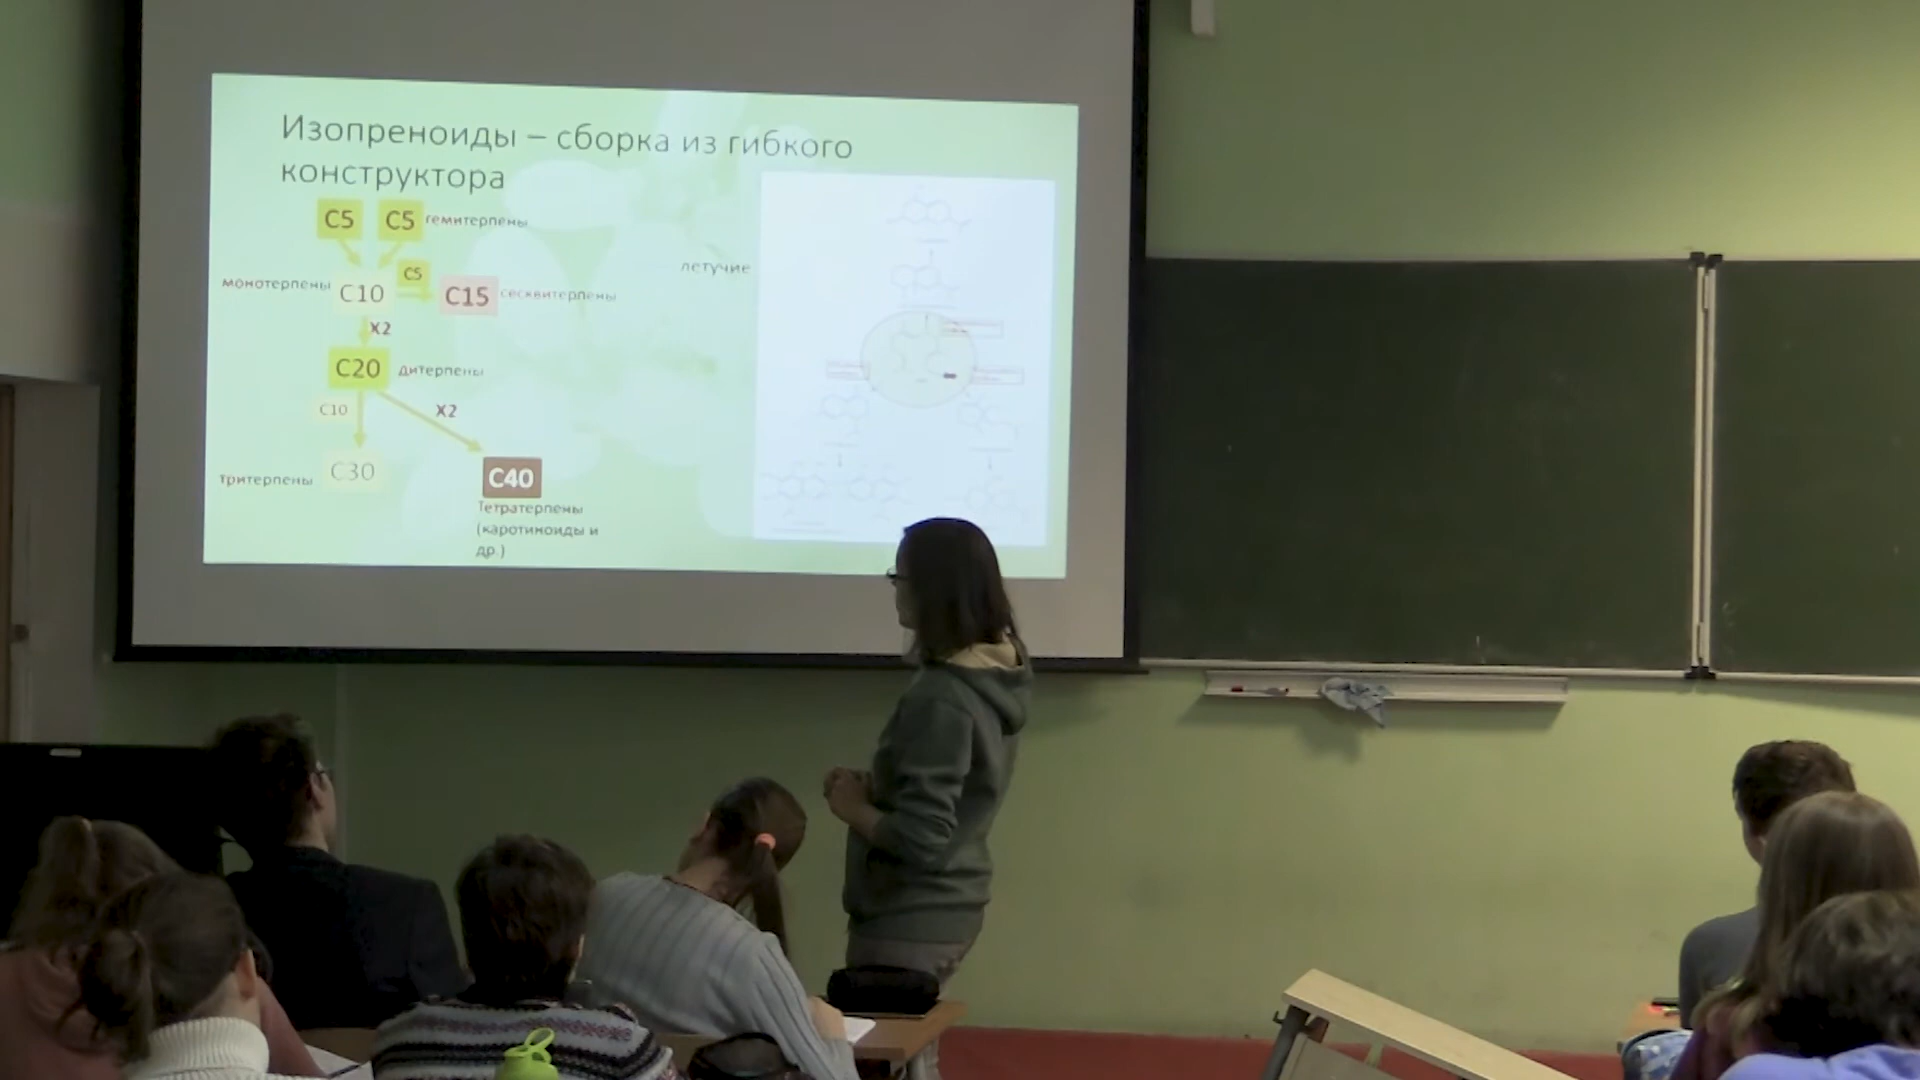 Изопреноиды – сборка из гибкого
конструктора
C5
C5
гемитерпены
летучие
монотерпены
C10
C5
C15
сесквитерпены
X2
C20
дитерпены
C10
X2
тритерпены
C30
C40
Тетратерпены
(каротиноиды и
др.)